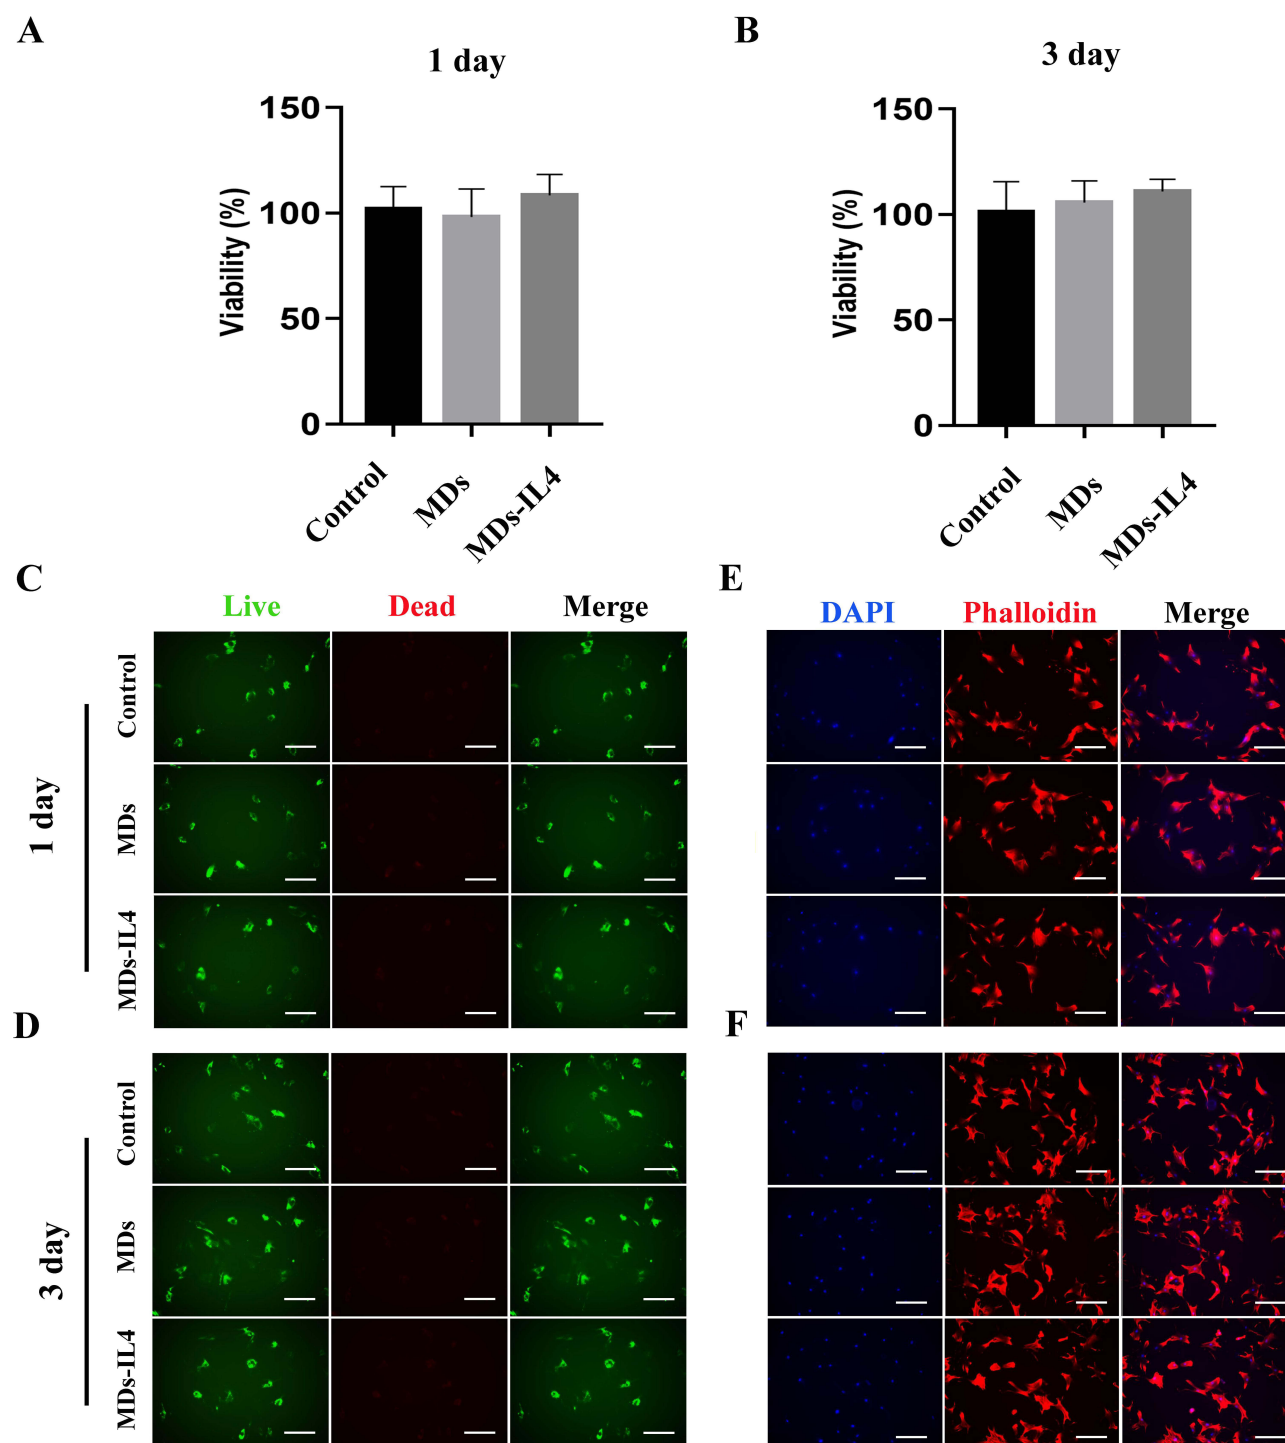 A
1 day
150
100
50
0
Viability (%)
Control
MDs
MDs-IL4
B
3 day
150
100
50
0
Viability (%)
Control
MDs
MDs-IL4
C
Live Dead Merge
1 day
Control
MDs
MDs-IL4
E
DAPI Phalloidin Merge
D
3 day
Control
MDs
MDs-IL4
F